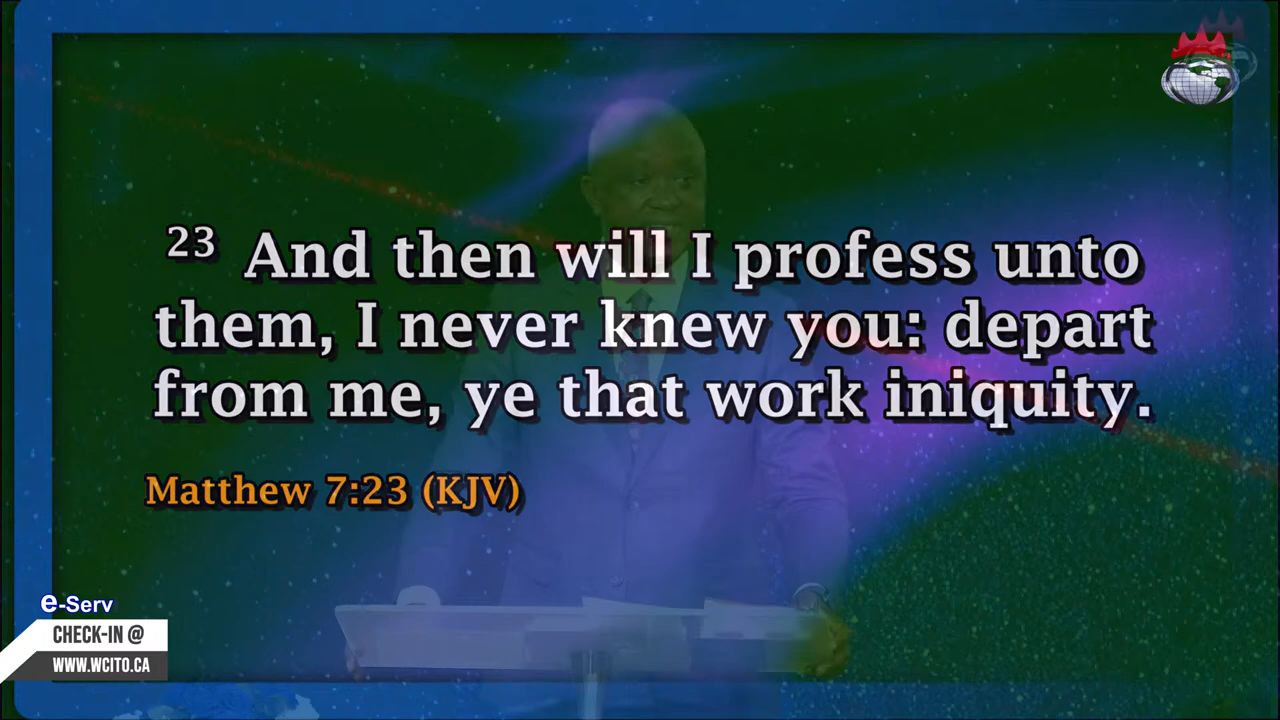 23 And then will I profess unto
them, I never knew you: depart
from me, ye that work iniquity.
Matthew 7:23 (KJV)
e-Serv
CHECK-IN @
WWW.WCITO.CA